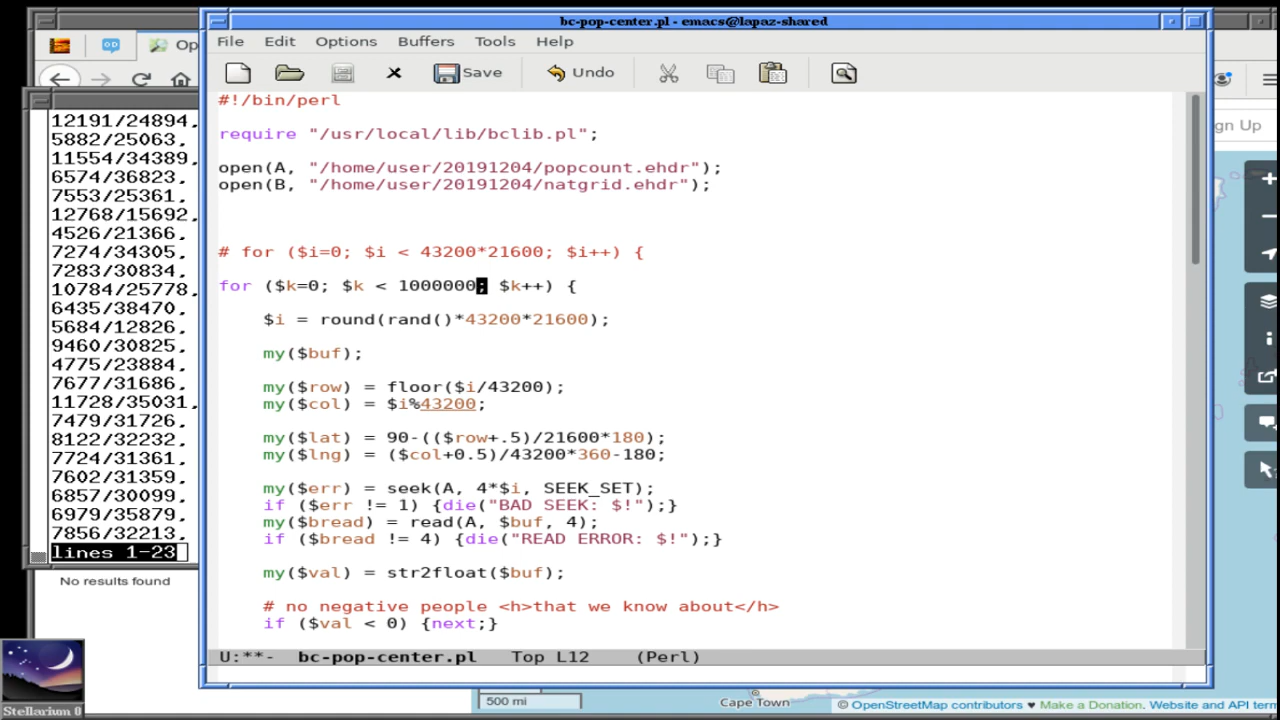 bc-pop-center.pl - emacs@lapaz-shared
File Edit Options Buffers Tools Help
Save Undo
#!/bin/perl
require "/usr/local/lib/bclib.pl";
open(A, "/home/user/20191204/popcount.ehdr");
open(B, "/home/user/20191204/natgrid.ehdr");
# for ($i=0; $i < 43200*21600; $i++) {
for ($k=0; $k < 1000000; $k++) {
$i = round(rand()*43200*21600);
my($buf);
my($row) = floor($i/43200);
my($col) = $i%43200;
my($lat) = 90-(($row+.5)/21600*180);
my($lng) = ($col+0.5)/43200*360-180;
my($err) = seek(A, 4*$i, SEEK_SET);
if ($err != 1) {die("BAD SEEK: $!");}
my($bread) = read(A, $buf, 4);
if ($bread != 4) {die("READ ERROR: $!");}
my($val) = str2float($buf);
# no negative people <h>that we know about</h>
if ($val < 0) {next;}
U:**- bc-pop-center.pl Top L12 (Perl)
Op
12191/24894,
5882/25063,
11554/34389,
6574/36823,
7553/25361,
12768/15692,
4526/21366,
7274/34305,
7283/30834,
10784/25778,
6435/38470,
5684/12826,
9460/30825,
4775/23884,
7677/31686,
11728/35031,
7479/31726,
8122/32232,
7724/31361,
7602/31359,
6857/30099,
6979/35879,
7856/32213,
lines 1-23
No results found
Stellarium 0
gn Up
500 mi
Cape Town
© OpenStreetMap contributors ♥ Make a Donation. Website and API tern